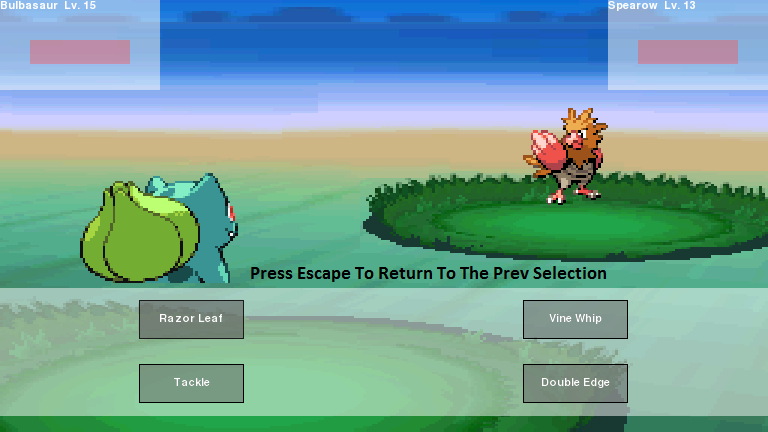 Bulbasaur Lv. 15
Spearow Lv. 13
Press Escape To Return To The Prev Selection
Razor Leaf
Vine Whip
Tackle
Double Edge